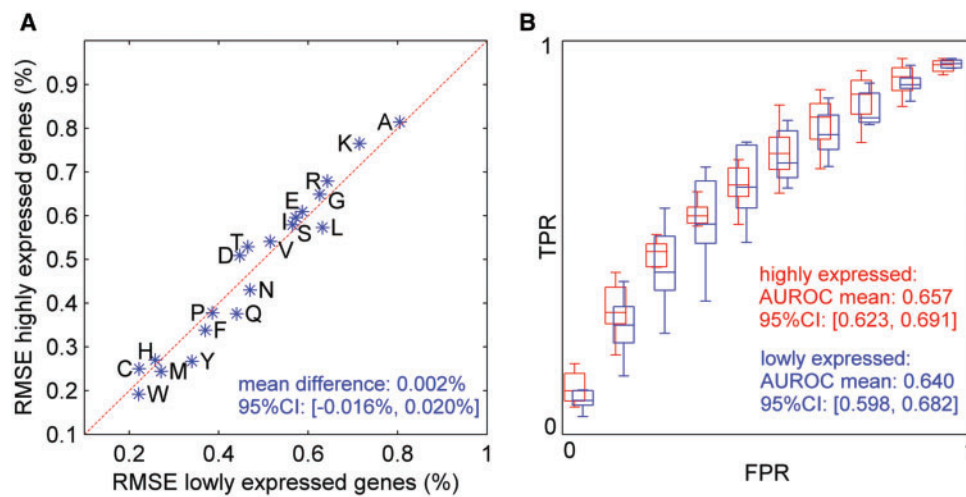 A
RMSE highly expressed genes (%)
0.9
0.8
0.7
0.6
0.5
0.4
0.3
0.2
0.1
A
K
R
G
E
I
S
L
T
D
V
N
P
Q
F
H
C
M
Y
W
mean difference: 0.002%
95%CI: [-0.016%, 0.020%]
0.2 0.4 0.6 0.8 1
RMSE lowly expressed genes (%)
B
1
TPR
highly expressed:
AUROC mean: 0.657
95%CI: [0.623, 0.691]
lowly expressed:
AUROC mean: 0.640
95%CI: [0.598, 0.682]
0
0
FPR